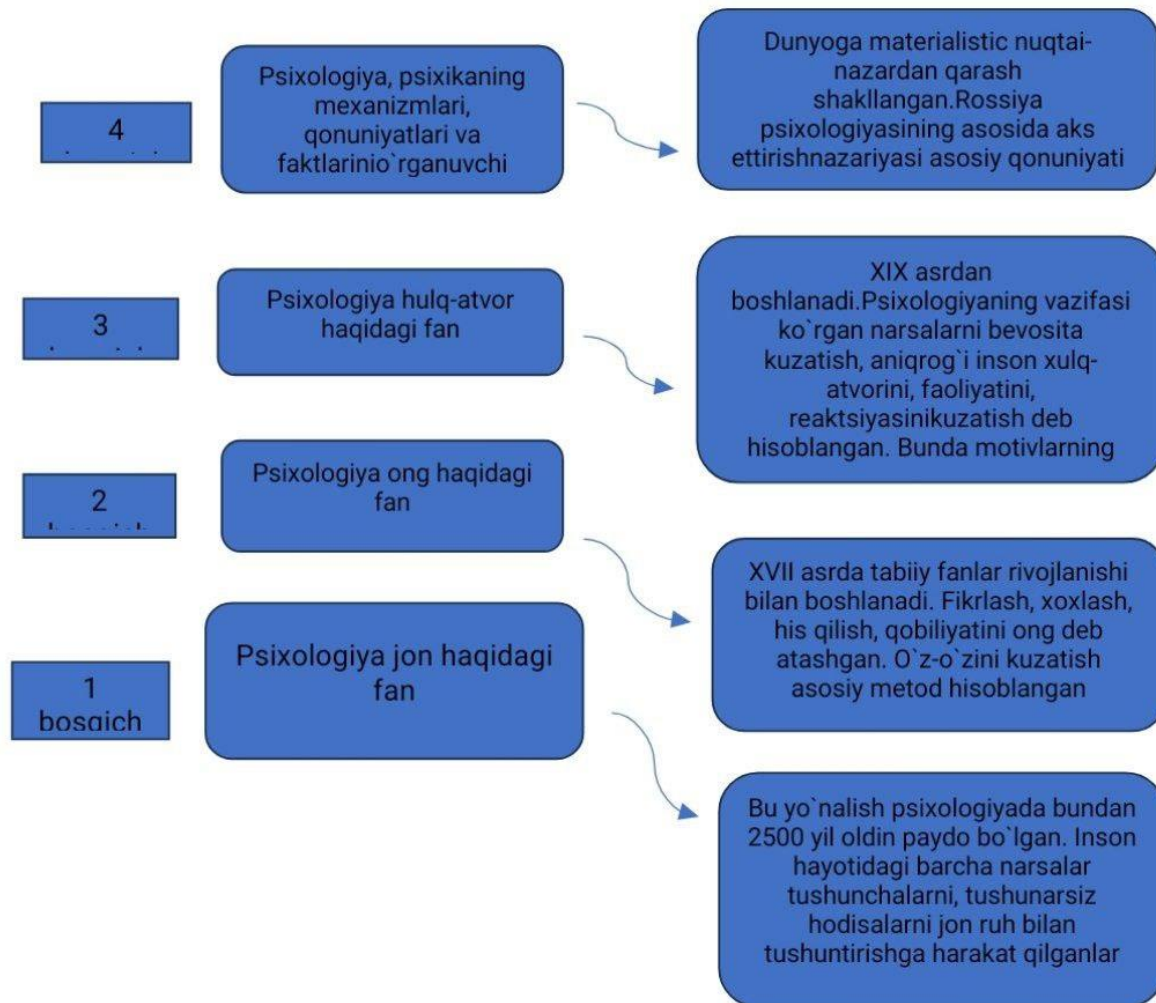 4
Psixologiya, psixikaning
mexanizmlari,
qonuniyatlari va
faktlarinio`rganuvchi
Dunyoga materialistic nuqtai-
nazardan qarash
shakllangan.Rossiya
psixologiyasining asosida aks
ettirishnazariyasi asosiy qonuniyati
3
Psixologiya hulq-atvor
haqidagi fan
XIX asrdan
boshlanadi.Psixologiyaning vazifasi
ko`rgan narsalarni bevosita
kuzatish, aniqrog`i inson xulq-
atvorini, faoliyatini,
reaktsiyasinikuzatish deb
hisoblangan. Bunda motivlarning
2
Psixologiya ong haqidagi
fan
XVII asrda tabiiy fanlar rivojlanishi
bilan boshlanadi. Fikrlash, xoxlash,
his qilish, qobiliyatini ong deb
atashgan. O`z-o`zini kuzatish
asosiy metod hisoblangan
1
bosqich
Psixologiya jon haqidagi
fan
Bu yo`nalish psixologiyada bundan
2500 yil oldin paydo bo`lgan. Inson
hayotidagi barcha narsalar
tushunchalarni, tushunarsiz
hodisalarni jon ruh bilan
tushuntirishga harakat qilganlar